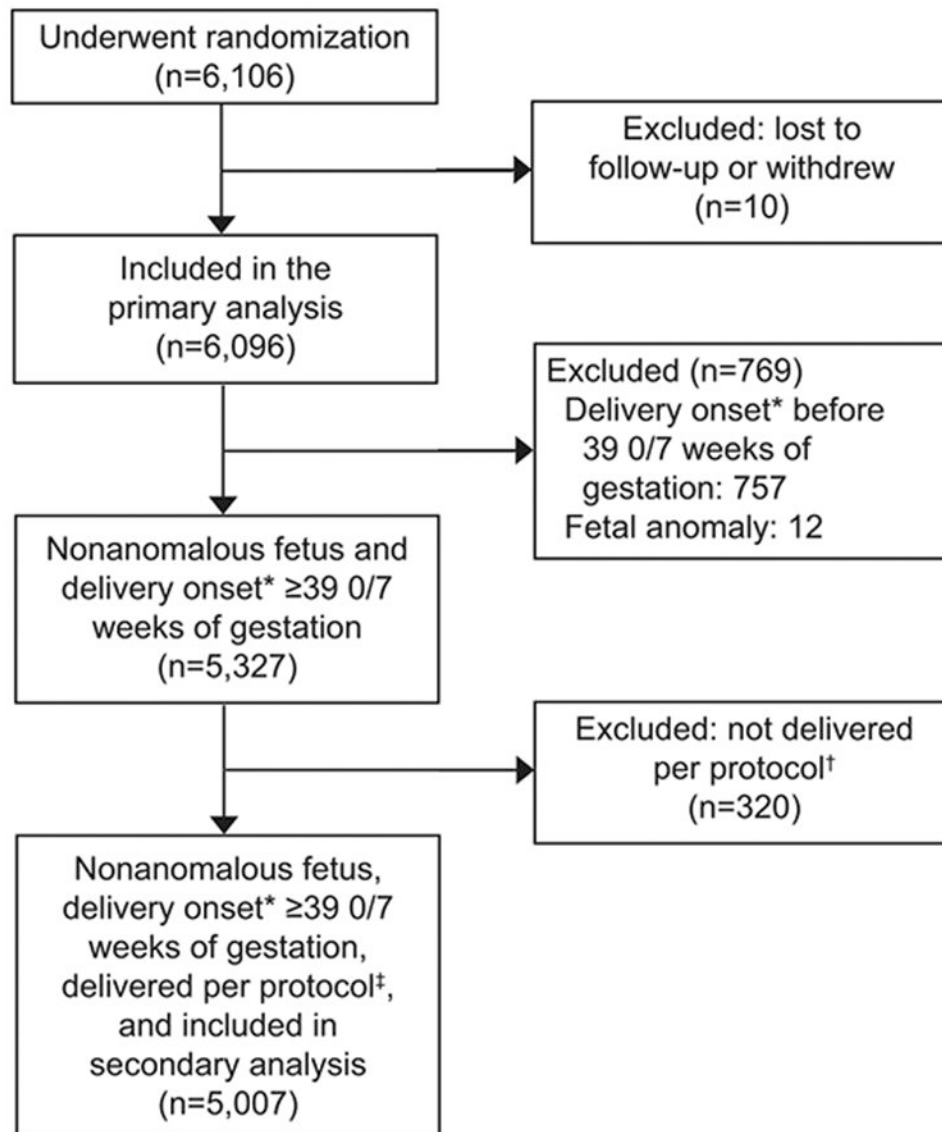 Underwent randomization
(n=6,106)
Excluded: lost to
follow-up or withdrew
(n=10)
Included in the
primary analysis
(n=6,096)
Excluded (n=769)
Delivery onset* before
39 0/7 weeks of
gestation: 757
Fetal anomaly: 12
Nonanomalous fetus and
delivery onset* ≥39 0/7
weeks of gestation
(n=5,327)
Excluded: not delivered
per protocol†
(n=320)
Nonanomalous fetus,
delivery onset* ≥39 0/7
weeks of gestation,
delivered per protocol‡,
and included in
secondary analysis
(n=5,007)